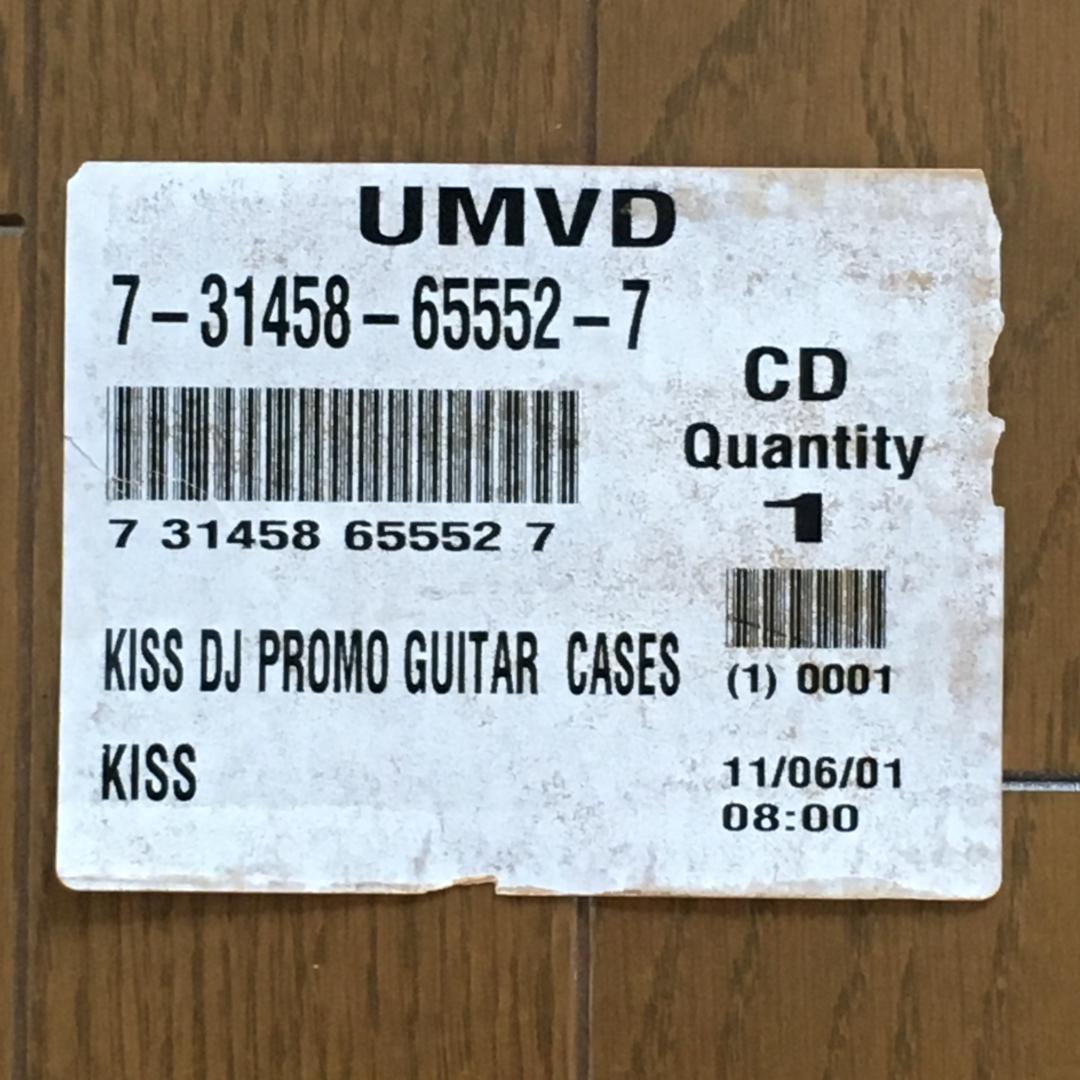 UMVD
7-31458-65552-7
CD
Quantity
1
7 31458 65552 7
KISS DJ PROMO GUITAR CASES
(1) 0001
KISS
11/06/01
08:00